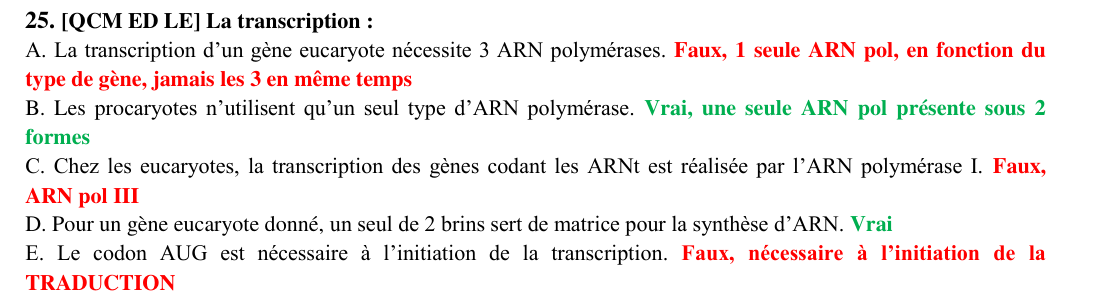 25. [QCM ED LE] La transcription :
A. La transcription d’un gène eucaryote nécessite 3 ARN polymérases. Faux, 1 seule ARN pol, en fonction du
type de gène, jamais les 3 en même temps
B. Les procaryotes n’utilisent qu’un seul type d’ARN polymérase. Vrai, une seule ARN pol présente sous 2
formes
C. Chez les eucaryotes, la transcription des gènes codant les ARNt est réalisée par l’ARN polymérase I. Faux,
ARN pol III
D. Pour un gène eucaryote donné, un seul de 2 brins sert de matrice pour la synthèse d’ARN. Vrai
E. Le codon AUG est nécessaire à l’initiation de la transcription. Faux, nécessaire à l’initiation de la
TRADUCTION